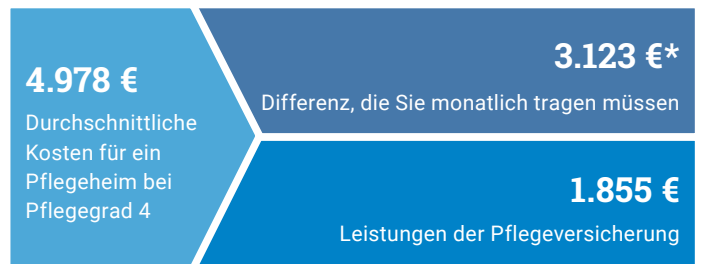 4.978 €
Durchschnittliche
Kosten für ein
Pflegeheim bei
Pflegegrad 4
3.123 €*
Differenz, die Sie monatlich tragen müssen
1.855 €
Leistungen der Pflegeversicherung